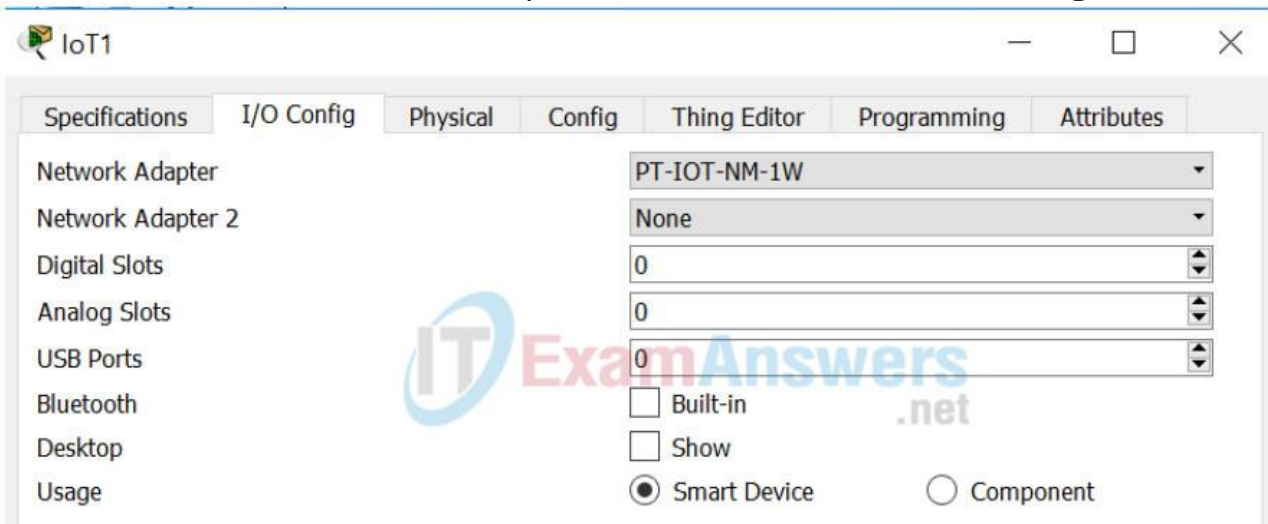 IoT1
Specifications I/O Config Physical Config Thing Editor Programming Attributes
Network Adapter PT-IOT-NM-1W
Network Adapter 2 None
Digital Slots 0
Analog Slots 0
USB Ports 0
ITExamAnswers
.net
Bluetooth Built-in
Desktop Show
Usage Smart Device Component